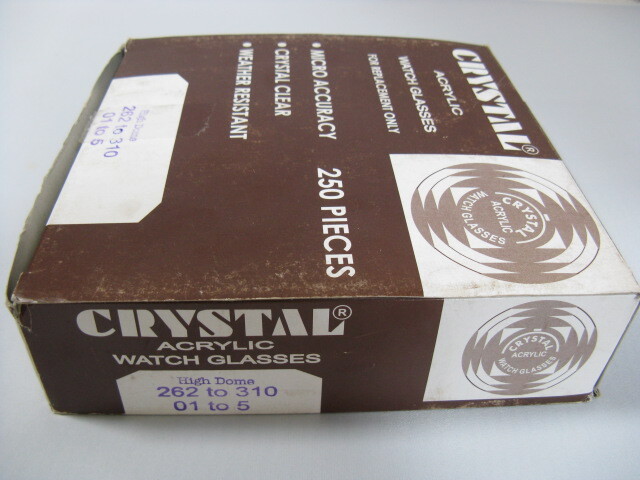 CRYSTAL®
ACRYLIC
WATCH GLASSES
FOR REPLACEMENT ONLY
• MICRO ACCURACY
• CRYSTAL CLEAR
• WEATHER RESISTANT
250 PIECES
CRYSTAL
ACRYLIC
WATCH GLASSES
High Dome
262 to 310
01 to 5
CRYSTAL®
ACRYLIC
WATCH GLASSES
High Dome
262 to 310
01 to 5
CRYSTAL
ACRYLIC
WATCH GLASSES